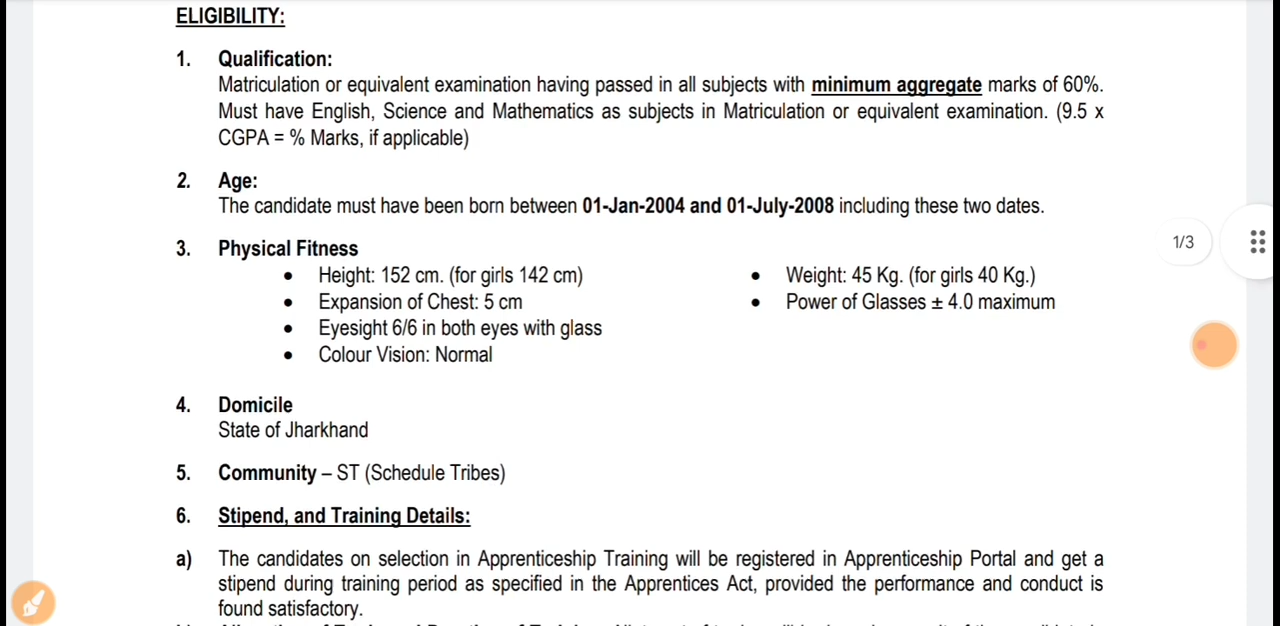 ELIGIBILITY:
1. Qualification:
Matriculation or equivalent examination having passed in all subjects with minimum aggregate marks of 60%.
Must have English, Science and Mathematics as subjects in Matriculation or equivalent examination. (9.5 x
CGPA = % Marks, if applicable)
2. Age:
The candidate must have been born between 01-Jan-2004 and 01-July-2008 including these two dates.
1/3
3. Physical Fitness
• Height: 152 cm. (for girls 142 cm)
• Expansion of Chest: 5 cm
• Eyesight 6/6 in both eyes with glass
• Colour Vision: Normal
• Weight: 45 Kg. (for girls 40 Kg.)
• Power of Glasses ± 4.0 maximum
4. Domicile
State of Jharkhand
5. Community – ST (Schedule Tribes)
6. Stipend, and Training Details:
a) The candidates on selection in Apprenticeship Training will be registered in Apprenticeship Portal and get a
stipend during training period as specified in the Apprentices Act, provided the performance and conduct is
found satisfactory.